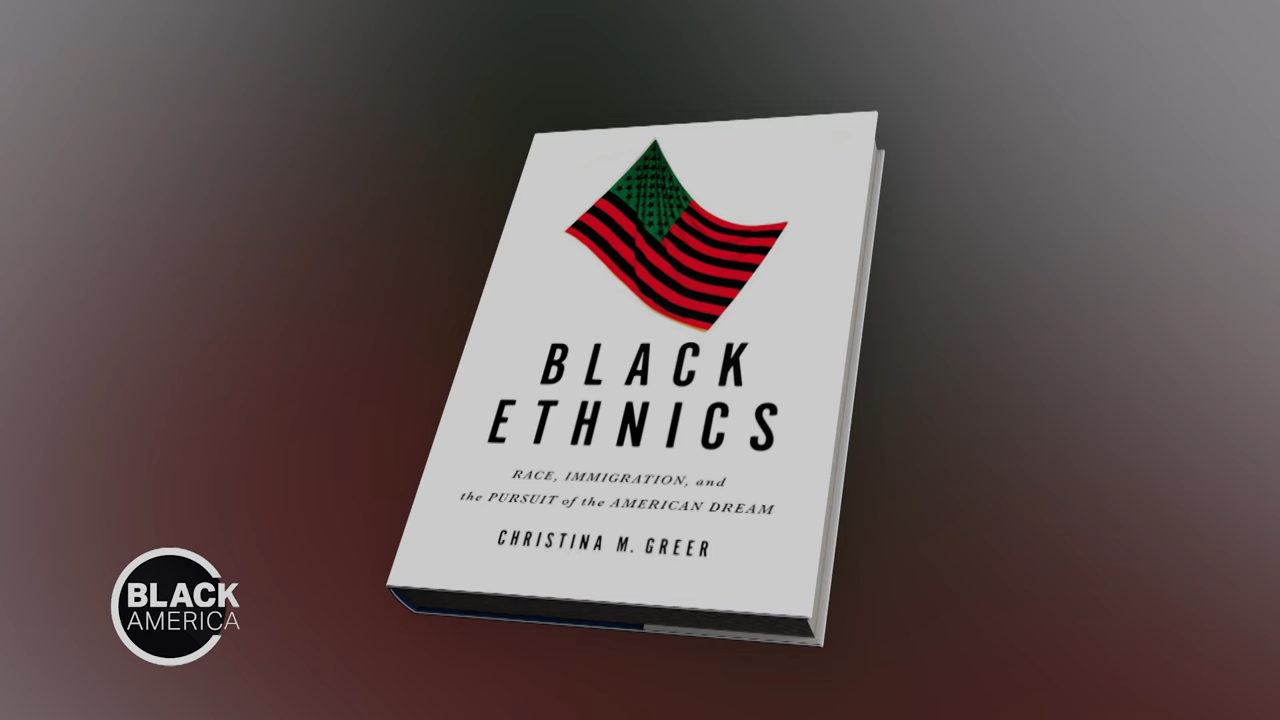 BLACK
ETHNICS
RACE, IMMIGRATION, and
the PURSUIT of the AMERICAN DREAM
CHRISTINA M. GREER
BLACK
AMERICA